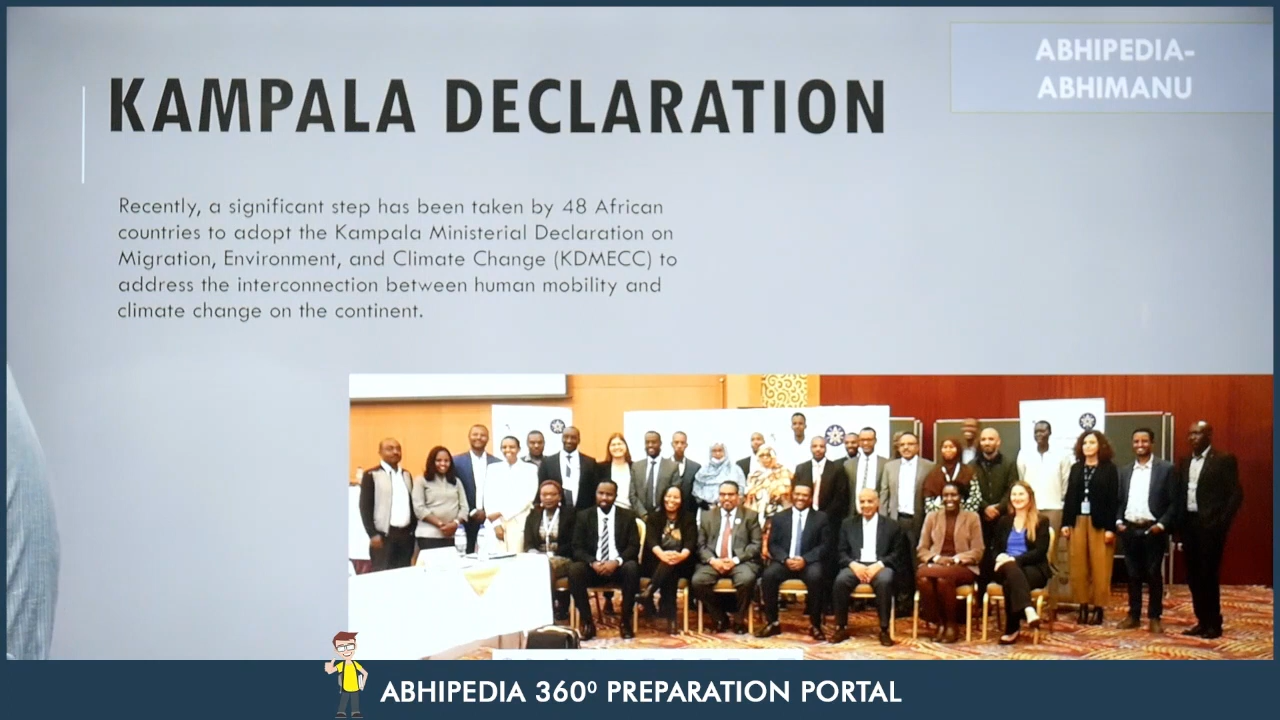 ABHIPEDIA-
ABHIMANU
KAMPALA DECLARATION
Recently, a significant step has been taken by 48 African
countries to adopt the Kampala Ministerial Declaration on
Migration, Environment, and Climate Change (KDMECC) to
address the interconnection between human mobility and
climate change on the continent.
ABHIPEDIA 360⁰ PREPARATION PORTAL